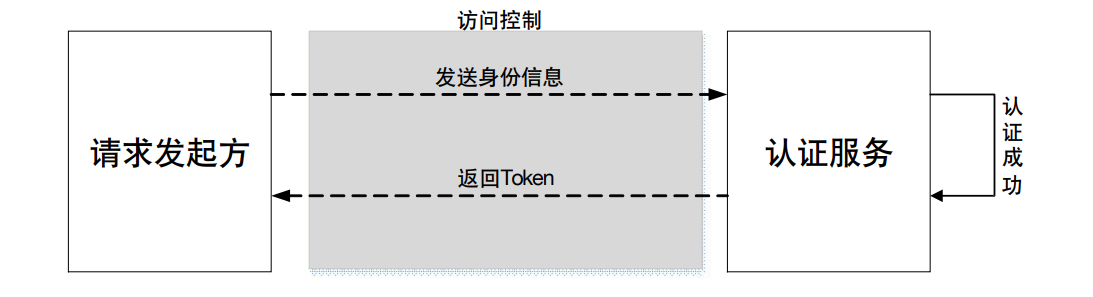 访问控制
发送身份信息
请求发起方
认证服务
认证成功
返回Token